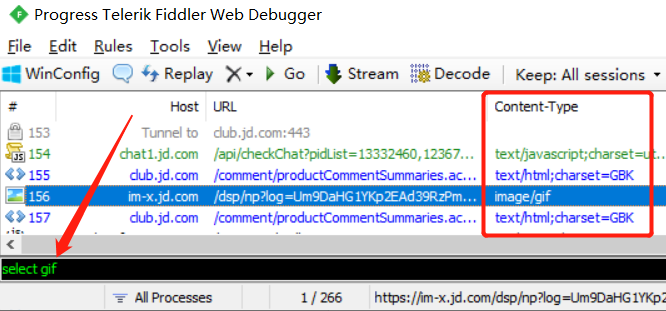 Progress Telerik Fiddler Web Debugger
File Edit Rules Tools View Help
WinConfig Replay Go Stream Decode Keep: All sessions
# Host URL Content-Type
153 Tunnel to club.jd.com:443
JS 154 chat1.jd.com /api/checkChat?pidList=13332460,12367... text/javascript;charset=ut...
155 club.jd.com /comment/productCommentSummaries.ac... text/html;charset=GBK
156 im-x.jd.com /dsp/np?log=Um9DaHG1YKp2EAd39RzPm... image/gif
157 club.jd.com /comment/productCommentSummaries.ac... text/html;charset=GBK
select gif
All Processes 1 / 266 https://im-x.jd.com/dsp/np?log=Um9DaHG1YKp2